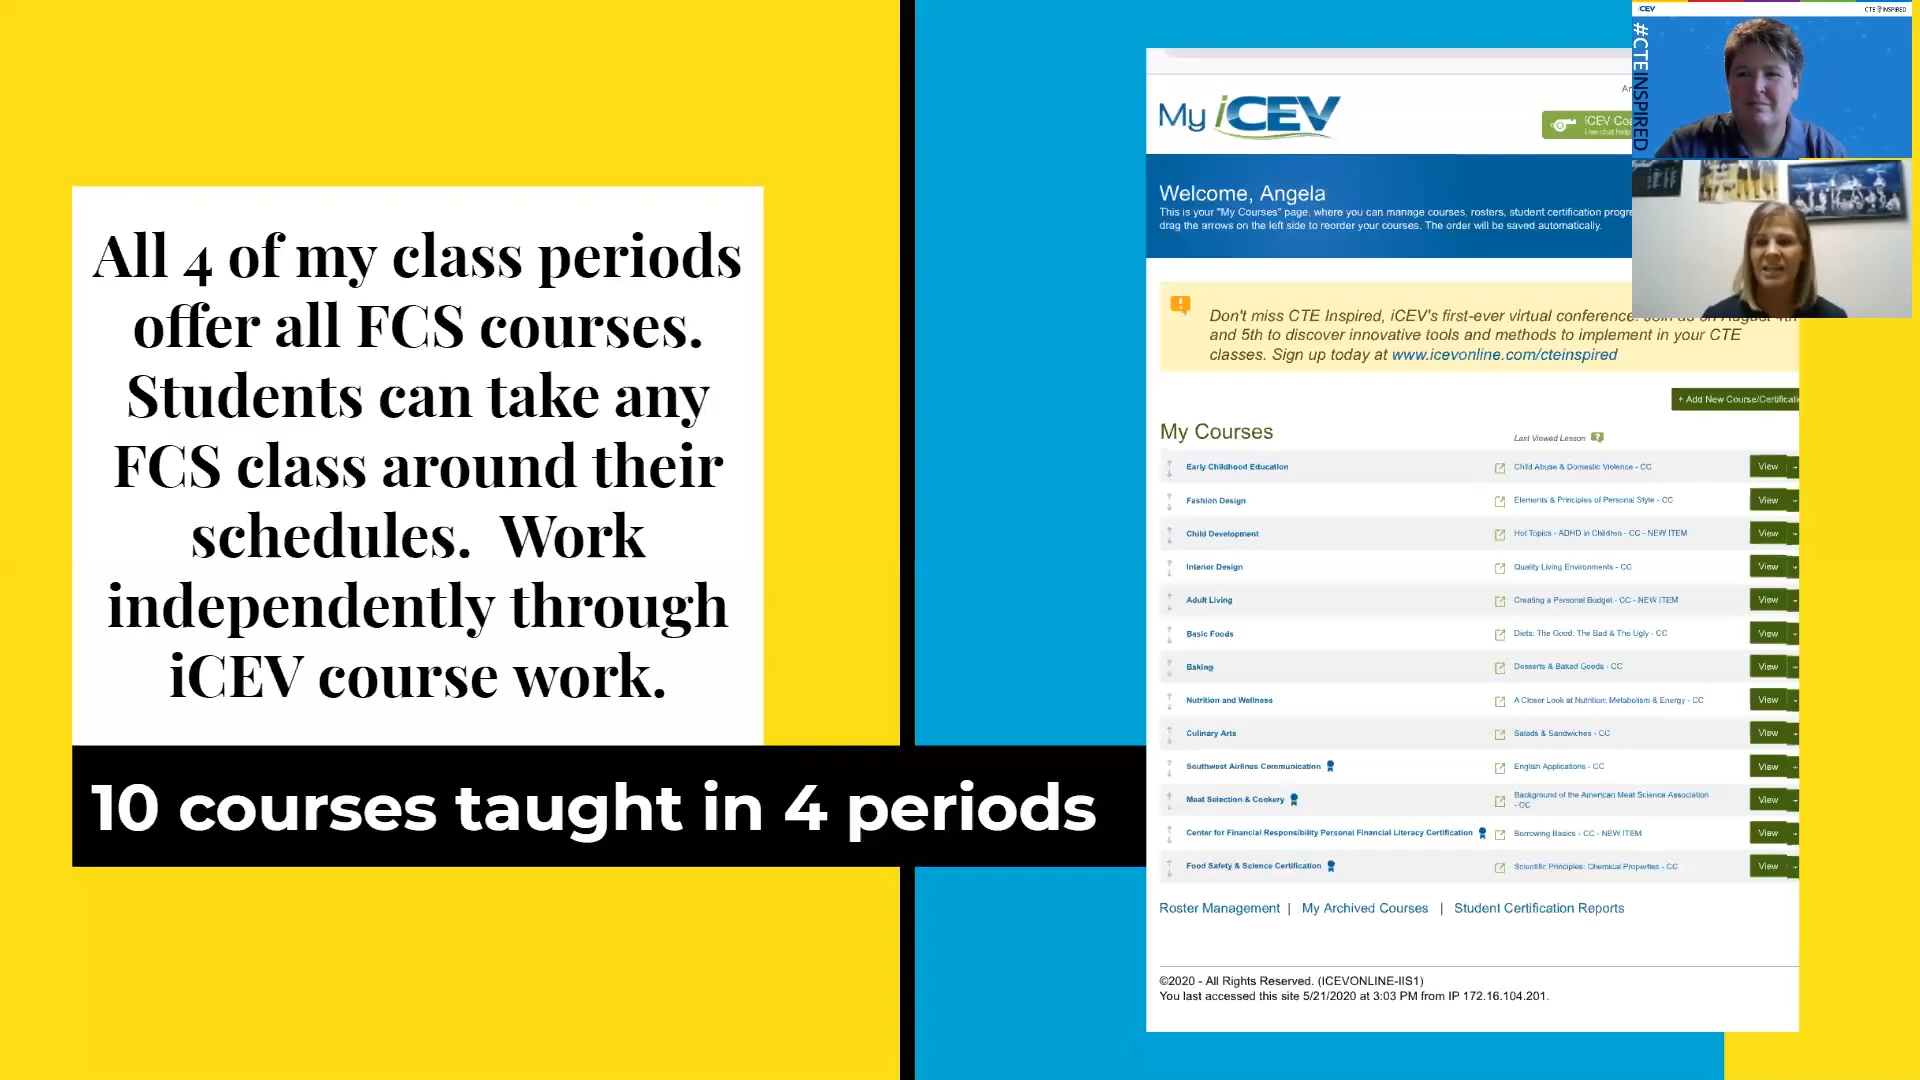 All 4 of my class periods
offer all FCS courses.
Students can take any
FCS class around their
schedules. Work
independently through
iCEV course work.
10 courses taught in 4 periods
My iCEV
iCEV
Live chat help
Welcome, Angela
This is your "My Courses" page, where you can manage courses, rosters, student certification
drag the arrows on the left side to reorder your courses. The order will be saved automatically.
Don't miss CTE Inspired, iCEV's first-ever virtual conference.
and 5th to discover innovative tools and methods to implement in your CTE
classes. Sign up today at www.icevonline.com/cteinspired
+ Add New Course/
My Courses
Last Viewed Lesson
Early Childhood Education Child Abuse & Domestic Violence - CC View
Fashion Design Elements & Principles of Personal Style - CC View
Child Development Hot Topics - ADHD in Children - CC - NEW ITEM View
Interior Design Quality Living Environments - CC View
Adult Living Creating a Personal Budget - CC - NEW ITEM View
Basic Foods Diets: The Good, The Bad & The Ugly - CC View
Baking Desserts & Baked Goods - CC View
Nutrition and Wellness A Closer Look at Nutrition: Metabolism & Energy - CC View
Culinary Arts Salads & Sandwiches - CC View
Southwest Airlines Communication English Applications - CC View
Meat Selection & Cookery Background of the American Meat Science Association
- CC View
Center for Financial Responsibility Personal Financial Literacy Certification Borrowing Basics - CC - NEW ITEM View
Food Safety & Science Certification Scientific Principles: Chemical Properties - CC View
Roster Management | My Archived Courses | Student Certification Reports
©2020 - All Rights Reserved. (ICEVONLINE-IIS1)
You last accessed this site 5/21/2020 at 3:03 PM from IP 172.16.104.201.
iCEV
CTE INSPIRED
#CTEINSPIRED